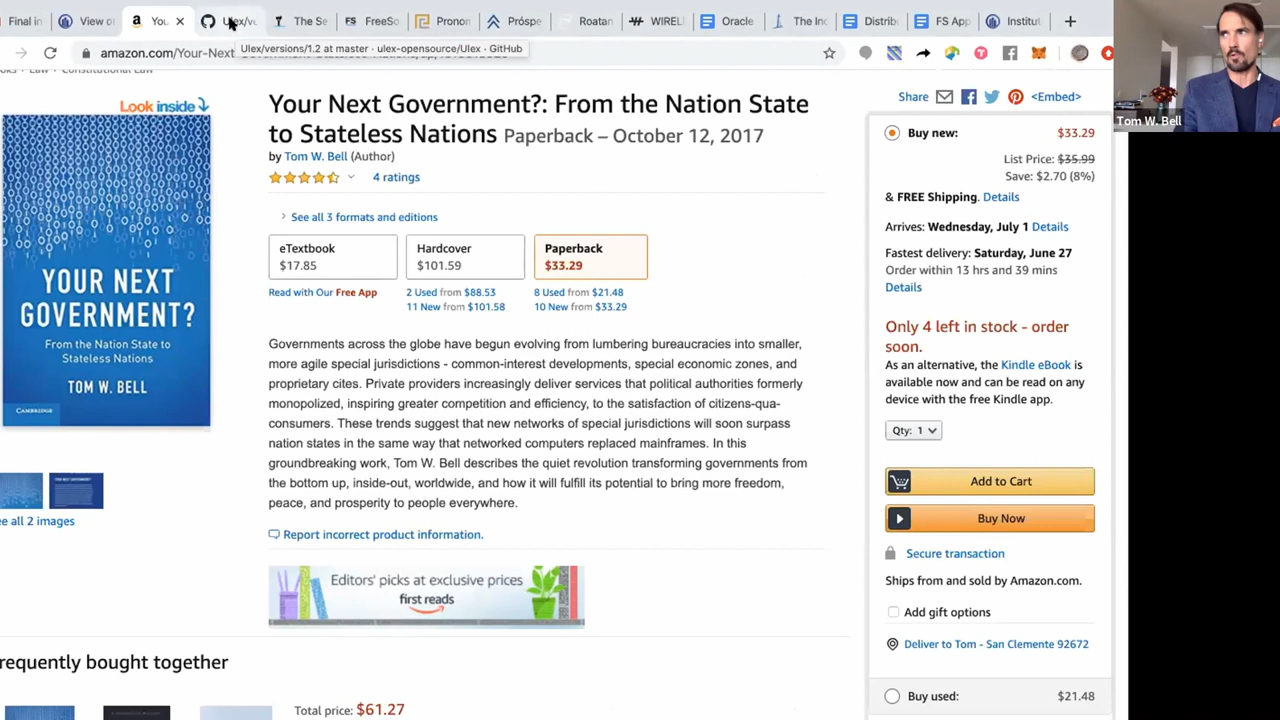 Final in
View o
You
Ulex/ve
The Se
FreeSo
Pronon
Próspe
Roatan
WIREL
Oracle
The Inc
Distrib
FS App
Institut
amazon.com/Your-Next
Ulex/versions/1.2 at master · ulex-opensource/Ulex · GitHub
Constitutional Law
Look inside
Your Next Government?: From the Nation State
to Stateless Nations Paperback – October 12, 2017
by Tom W. Bell (Author)
4 ratings
See all 3 formats and editions
eTextbook
$17.85
Hardcover
$101.59
Paperback
$33.29
Read with Our Free App
2 Used from $88.53
11 New from $101.58
8 Used from $21.48
10 New from $33.29
YOUR NEXT
GOVERNMENT?
From the Nation State to
Stateless Nations
TOM W. BELL
CAMBRIDGE
ee all 2 images
Governments across the globe have begun evolving from lumbering bureaucracies into smaller,
more agile special jurisdictions - common-interest developments, special economic zones, and
proprietary cites. Private providers increasingly deliver services that political authorities formerly
monopolized, inspiring greater competition and efficiency, to the satisfaction of citizens-qua-
consumers. These trends suggest that new networks of special jurisdictions will soon surpass
nation states in the same way that networked computers replaced mainframes. In this
groundbreaking work, Tom W. Bell describes the quiet revolution transforming governments from
the bottom up, inside-out, worldwide, and how it will fulfill its potential to bring more freedom,
peace, and prosperity to people everywhere.
Report incorrect product information.
Editors' picks at exclusive prices
first reads
requently bought together
Total price: $61.27
Share
<Embed>
Buy new:
$33.29
List Price: $35.99
Save: $2.70 (8%)
& FREE Shipping. Details
Arrives: Wednesday, July 1 Details
Fastest delivery: Saturday, June 27
Order within 13 hrs and 39 mins
Details
Only 4 left in stock - order
soon.
As an alternative, the Kindle eBook is
available now and can be read on any
device with the free Kindle app.
Qty: 1
Add to Cart
Buy Now
Secure transaction
Ships from and sold by Amazon.com.
Add gift options
Deliver to Tom - San Clemente 92672
Buy used:
$21.48
Tom W. Bell